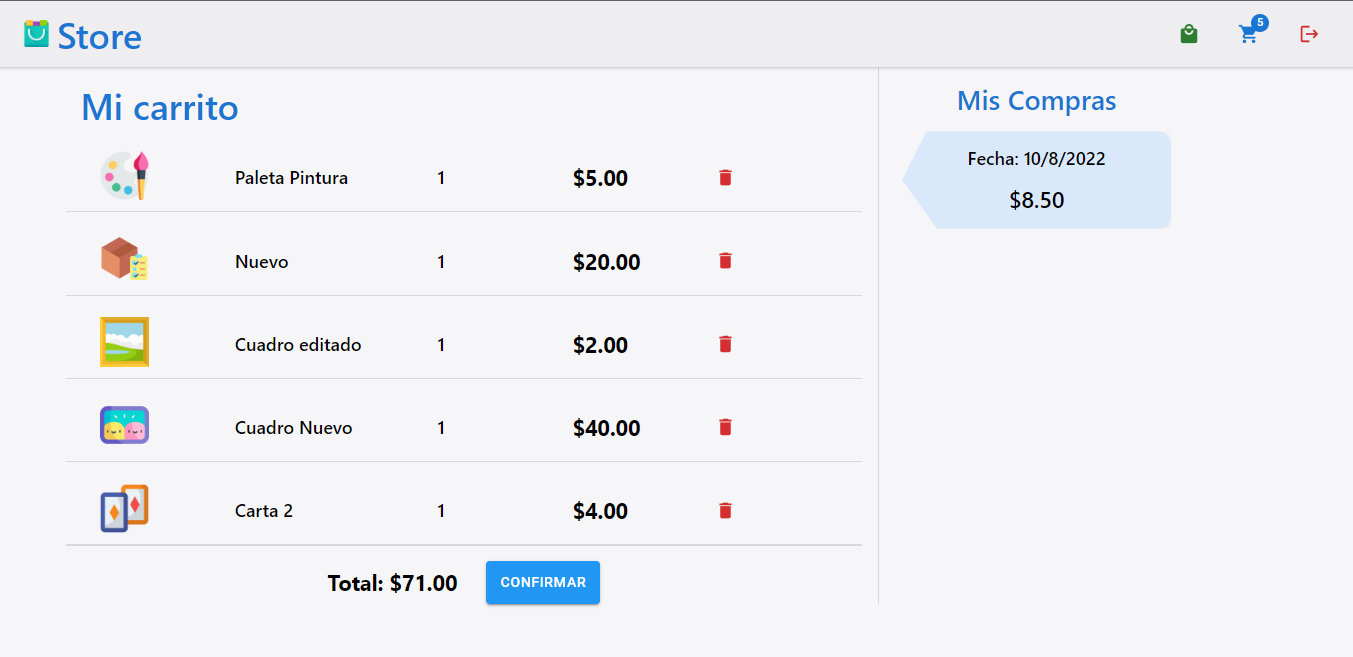 Store
5
Mi carrito
Paleta Pintura 1 $5.00
Nuevo 1 $20.00
Cuadro editado 1 $2.00
Cuadro Nuevo 1 $40.00
Carta 2 1 $4.00
Total: $71.00 CONFIRMAR
Mis Compras
Fecha: 10/8/2022
$8.50